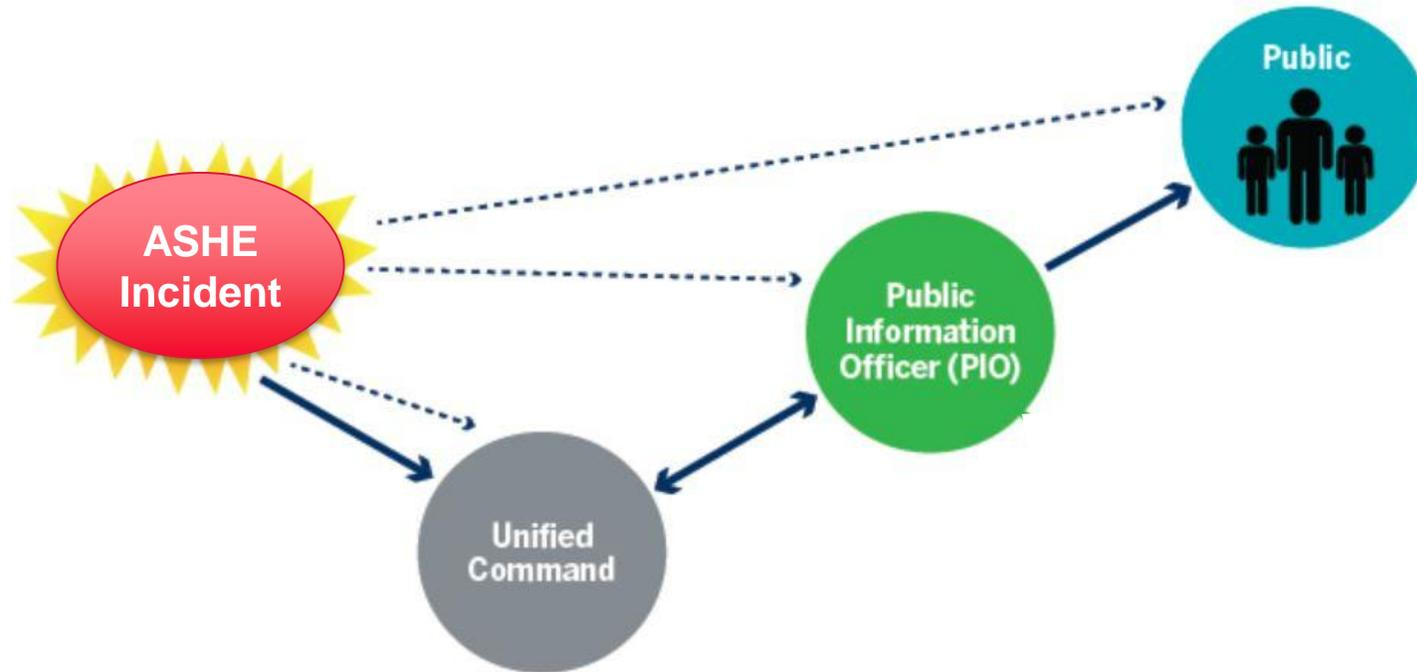 Public
ASHE
Incident
Public
Information
Officer (PIO)
Unified
Command